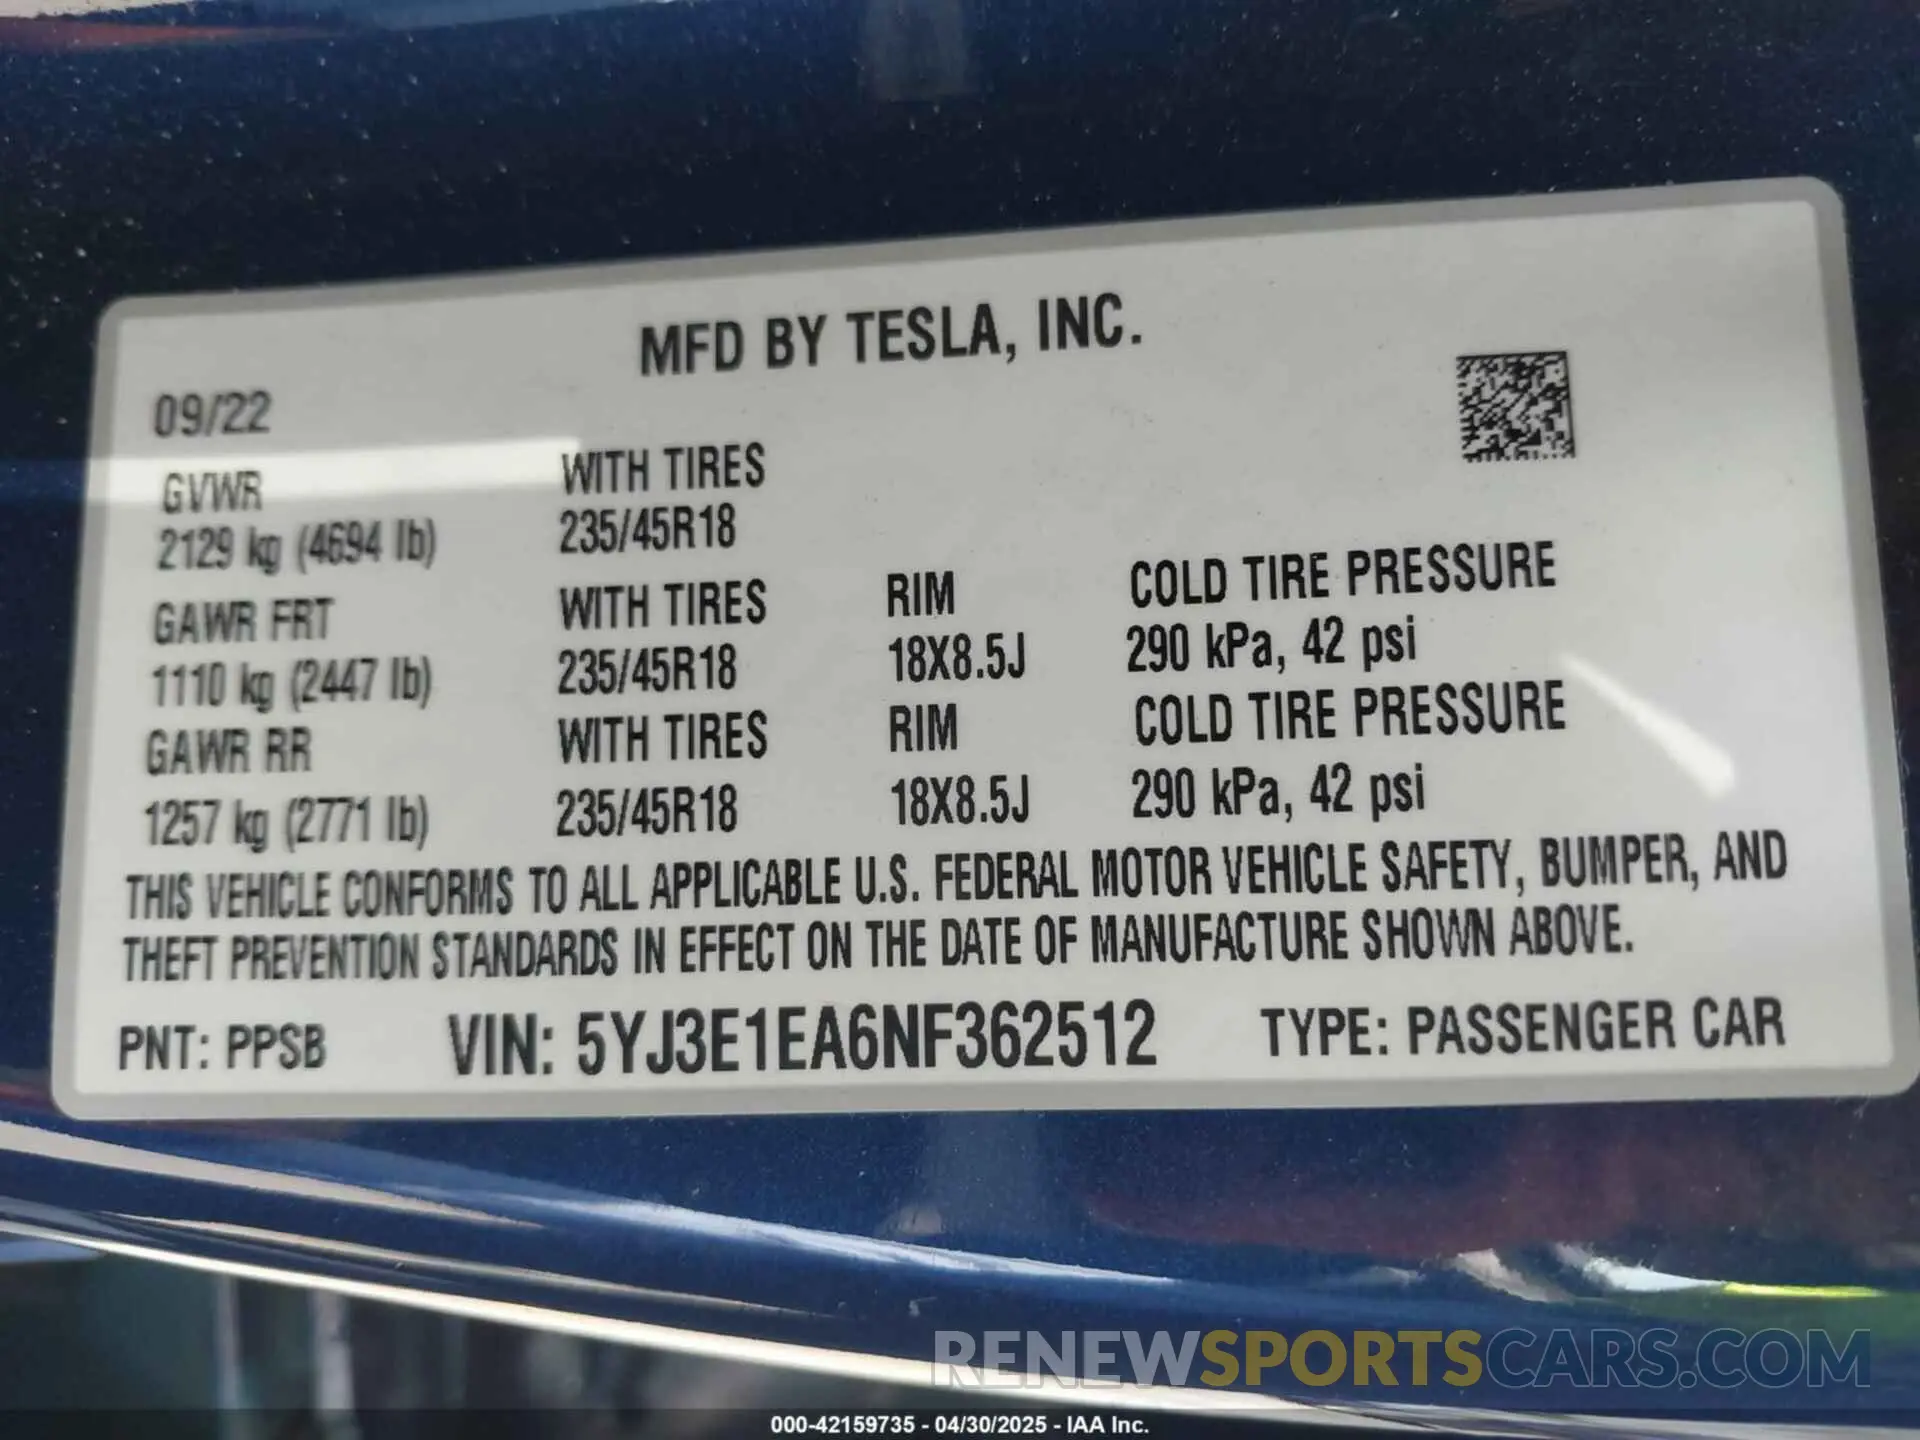 MFD BY TESLA, INC.
09/22
GVWR WITH TIRES
2129 kg (4694 lb) 235/45R18
GAWR FRT WITH TIRES RIM COLD TIRE PRESSURE
1110 kg (2447 lb) 235/45R18 18X8.5J 290 kPa, 42 psi
GAWR RR WITH TIRES RIM COLD TIRE PRESSURE
1257 kg (2771 lb) 235/45R18 18X8.5J 290 kPa, 42 psi
THIS VEHICLE CONFORMS TO ALL APPLICABLE U.S. FEDERAL MOTOR VEHICLE SAFETY, BUMPER, AND
THEFT PREVENTION STANDARDS IN EFFECT ON THE DATE OF MANUFACTURE SHOWN ABOVE.
PNT: PPSB VIN: 5YJ3E1EA6NF362512 TYPE: PASSENGER CAR
RENEWSPORTSCARS.COM
000-42159735 - 04/30/2025 - IAA Inc.